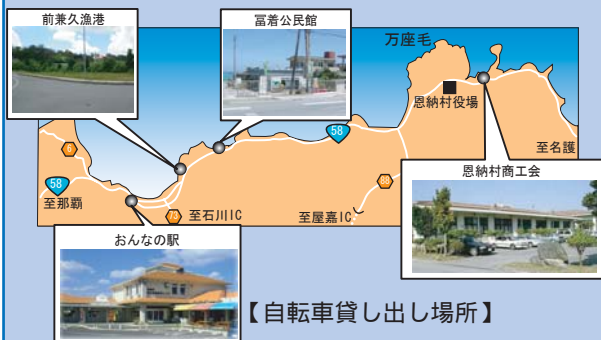 前兼久漁港
冨着公民館
万座毛
恩納村役場
58
6
至名護
恩納村商工会
58
至那覇
73
至石川IC
至屋嘉IC
おんなの駅
【自転車貸し出し場所】